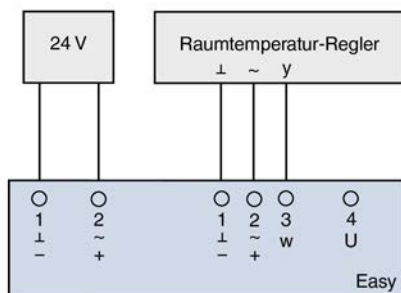 24 V Raumtemperatur-Regler
⊥ ~ y
1 2 1 2 3 4
⊥ ~ ⊥ ~ w U
− + − +
Easy